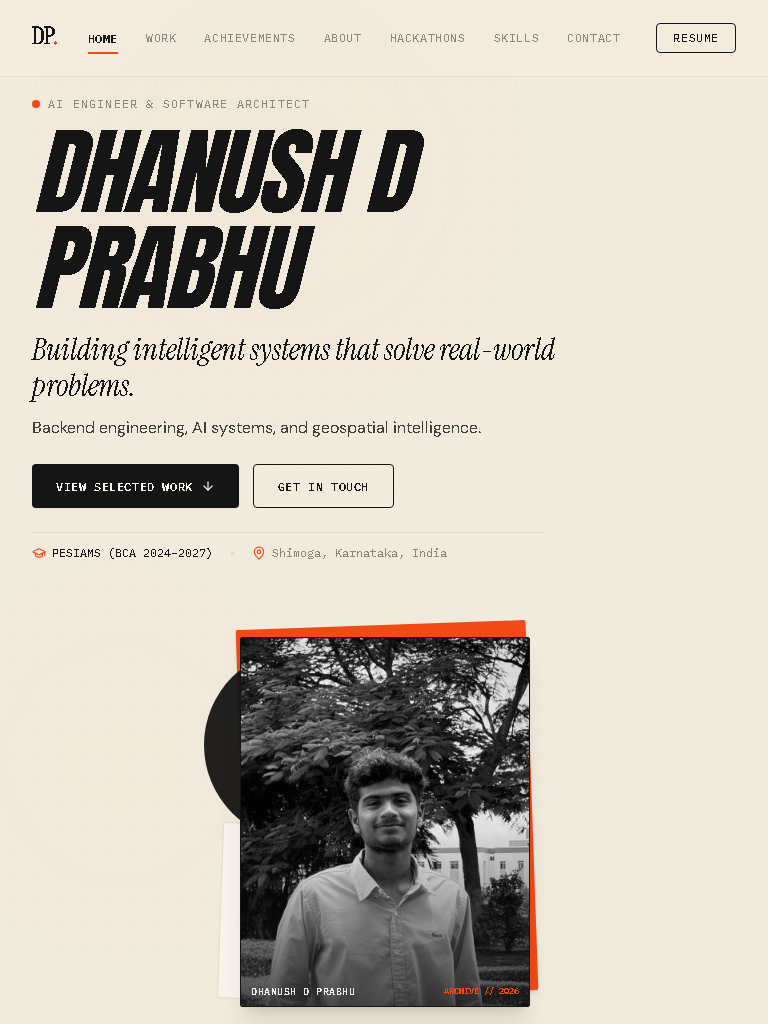 DP.
HOME WORK ACHIEVEMENTS ABOUT HACKATHONS SKILLS CONTACT RESUME
AI ENGINEER & SOFTWARE ARCHITECT
DHANUSH D
PRABHU
Building intelligent systems that solve real-world
problems.
Backend engineering, AI systems, and geospatial intelligence.
VIEW SELECTED WORK ↓ GET IN TOUCH
PESIAMS (BCA 2024–2027) · Shimoga, Karnataka, India
DHANUSH D PRABHU ARCHIVE // 2026